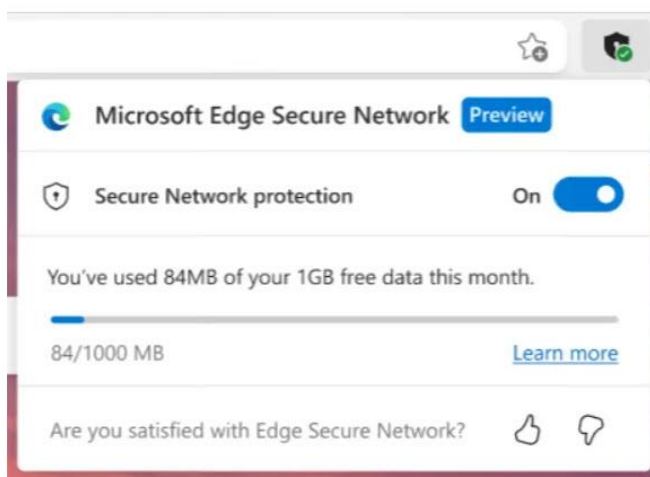 Microsoft Edge Secure Network Preview
Secure Network protection On
You've used 84MB of your 1GB free data this month.
84/1000 MB Learn more
Are you satisfied with Edge Secure Network?